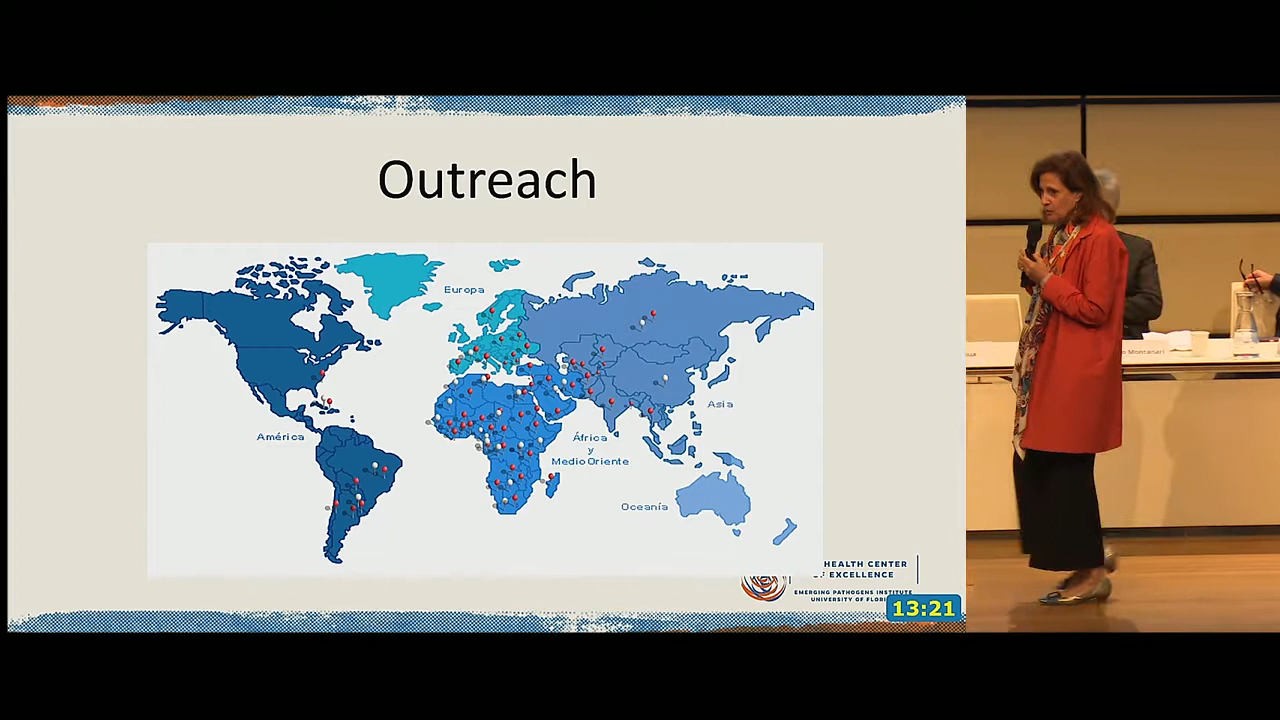 Outreach
Europa
Asia
América
África
y
Medio Oriente
Oceanía
HEALTH CENTER
OF EXCELLENCE
EMERGING PATHOGENS INSTITUTE
UNIVERSITY OF
13:21
Montanari